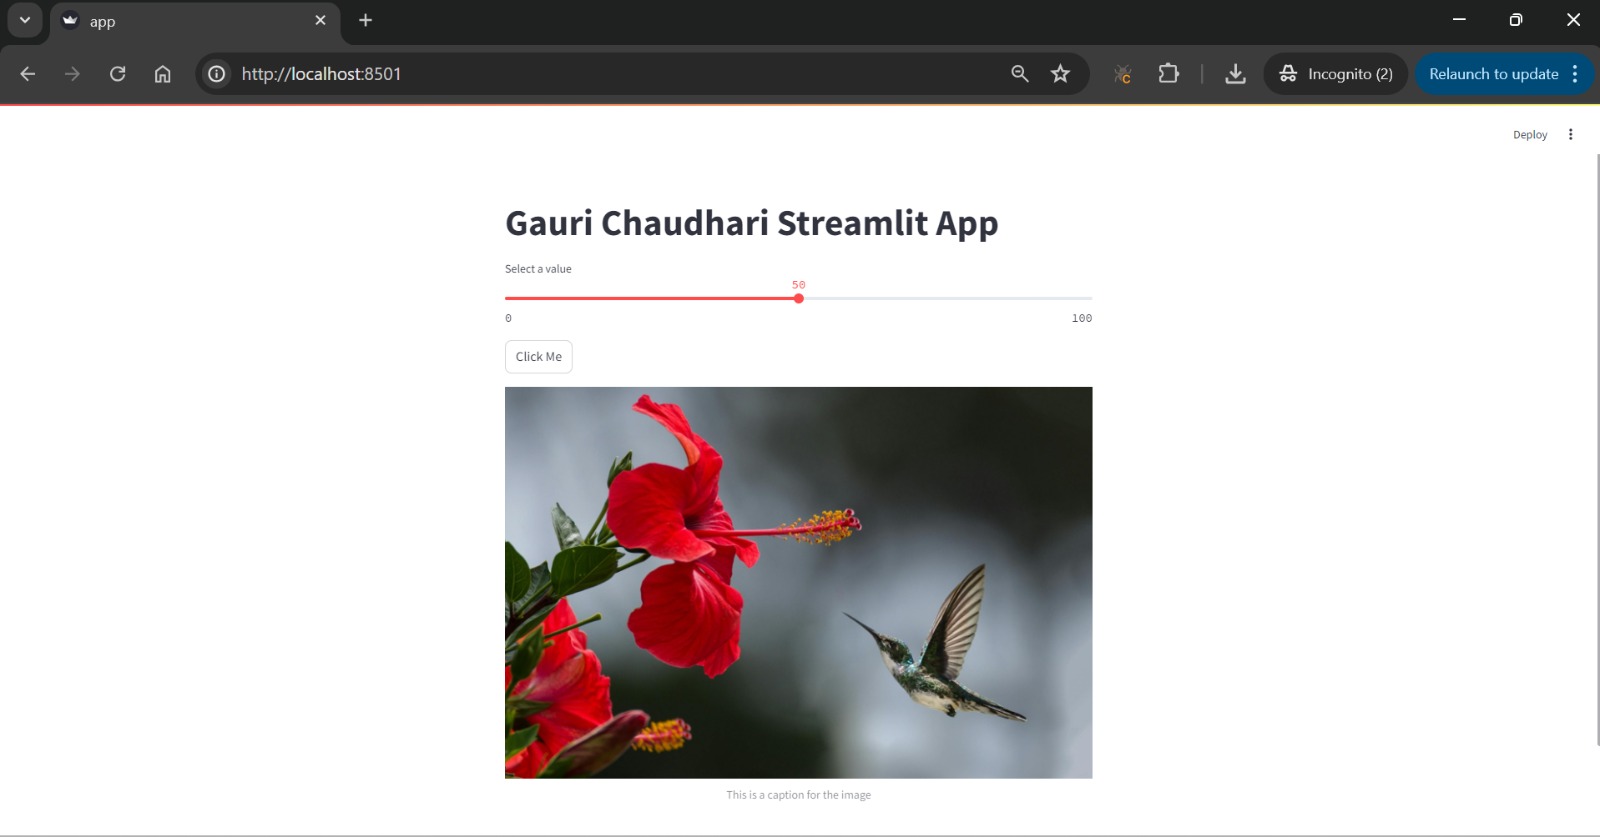 app
http://localhost:8501
Incognito (2)
Relaunch to update
Deploy
Gauri Chaudhari Streamlit App
Select a value
50
0
100
Click Me
This is a caption for the image